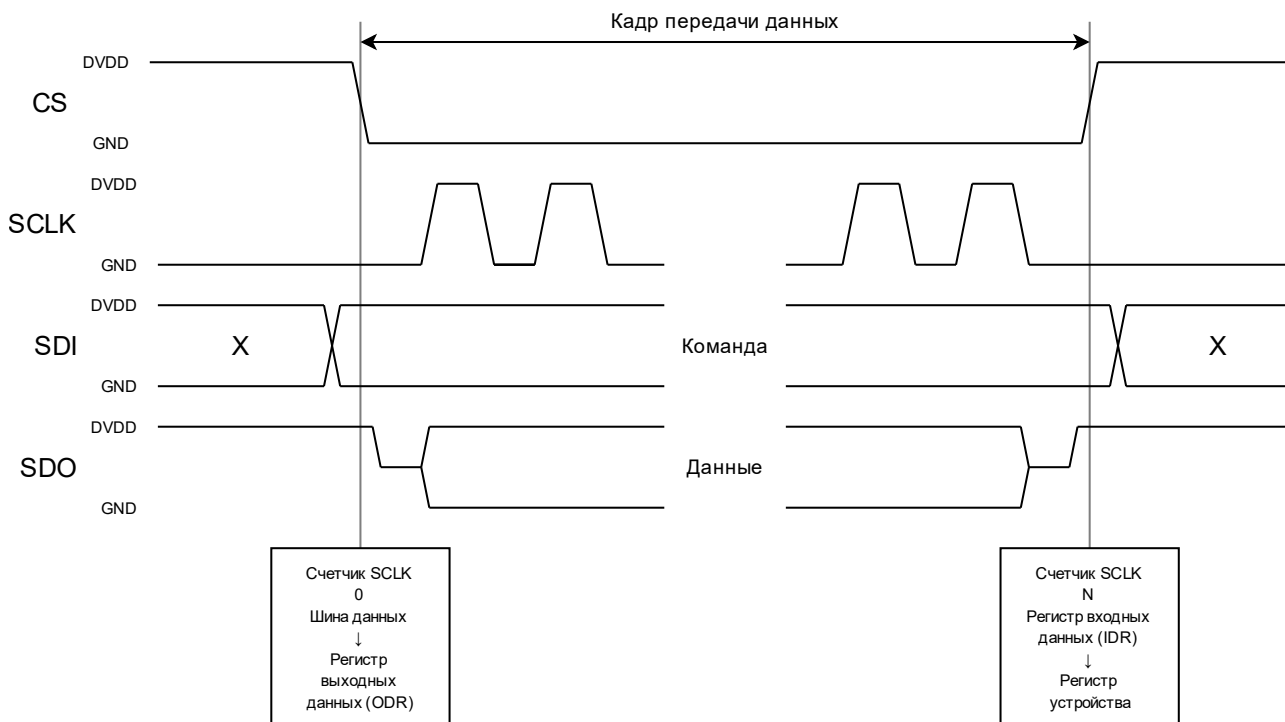 Кадр передачи данных
DVDD
CS
GND
DVDD
SCLK
GND
DVDD
SDI
X
Команда
X
GND
DVDD
SDO
Данные
GND
Счетчик SCLK
0
Шина данных
↓
Регистр
выходных
данных (ODR)
Счетчик SCLK
N
Регистр входных
данных (IDR)
↓
Регистр
устройства